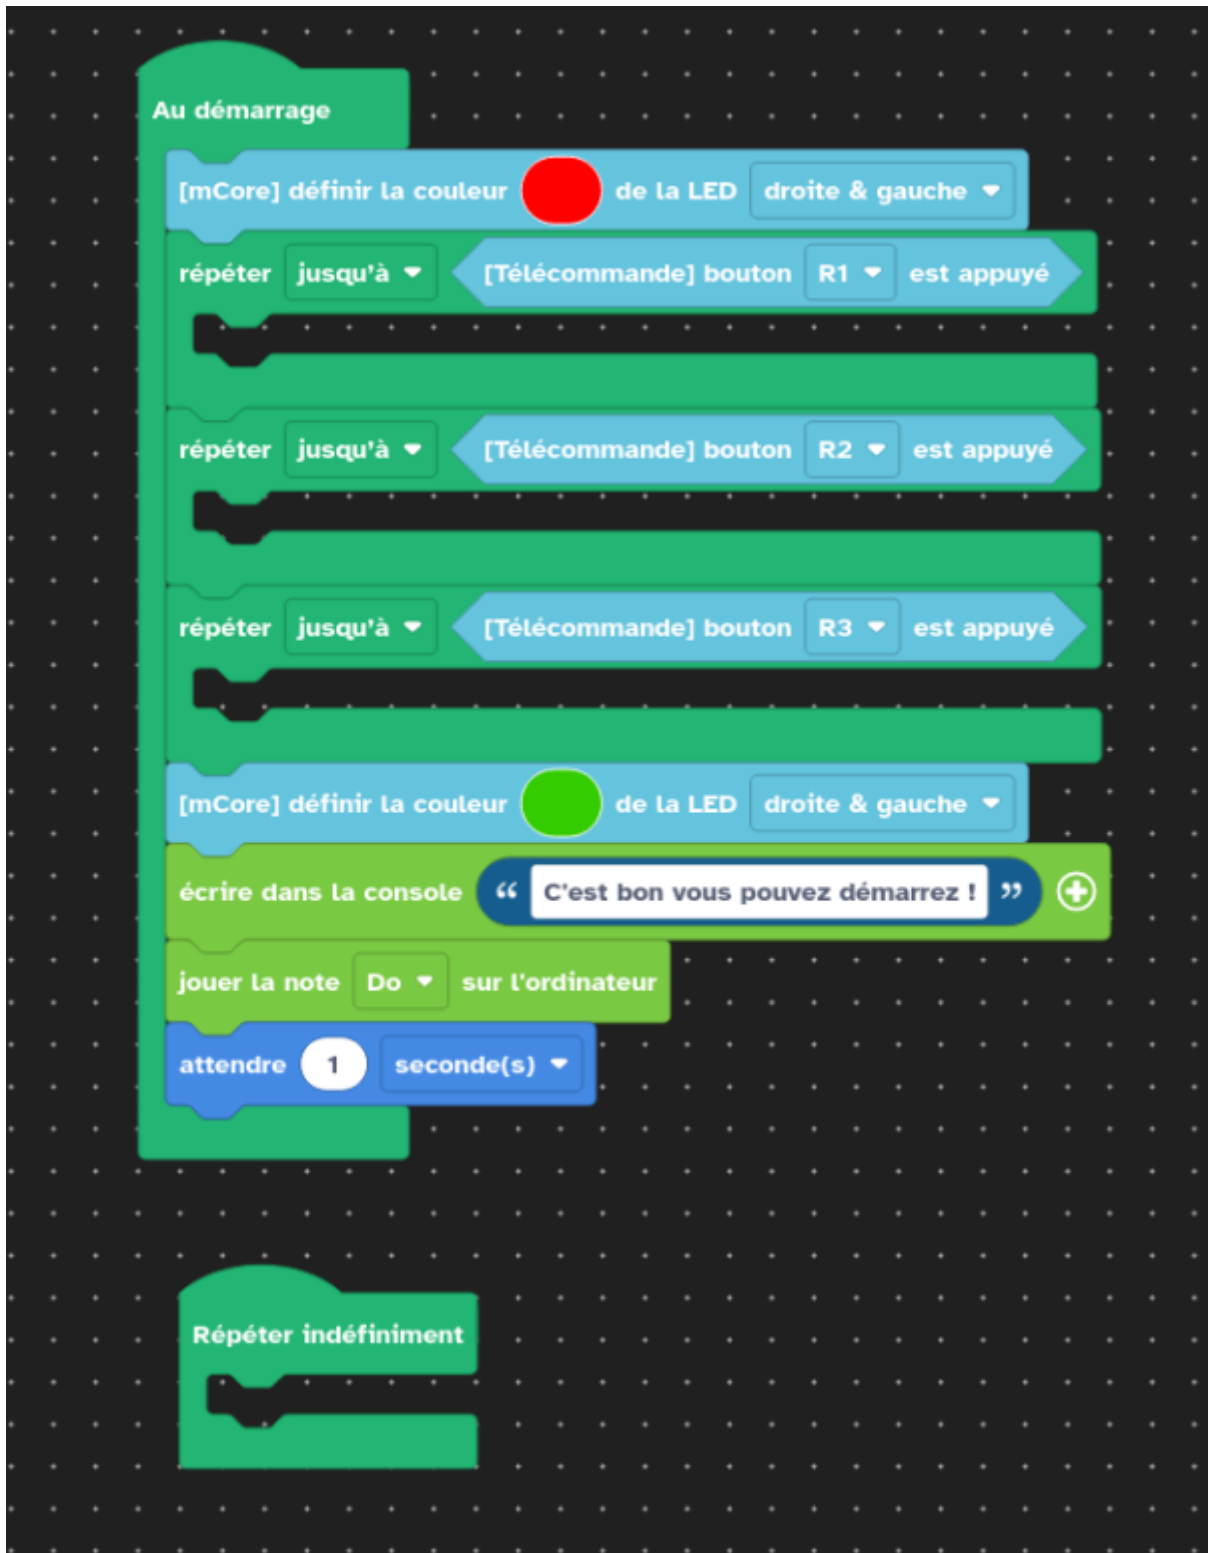 Au démarrage
[mCore] définir la couleur de la LED droite & gauche
répéter jusqu'à [Télécommande] bouton R1 est appuyé
répéter jusqu'à [Télécommande] bouton R2 est appuyé
répéter jusqu'à [Télécommande] bouton R3 est appuyé
[mCore] définir la couleur de la LED droite & gauche
écrire dans la console “ C'est bon vous pouvez démarrez ! ”
jouer la note Do sur l'ordinateur
attendre 1 seconde(s)
Répéter indéfiniment